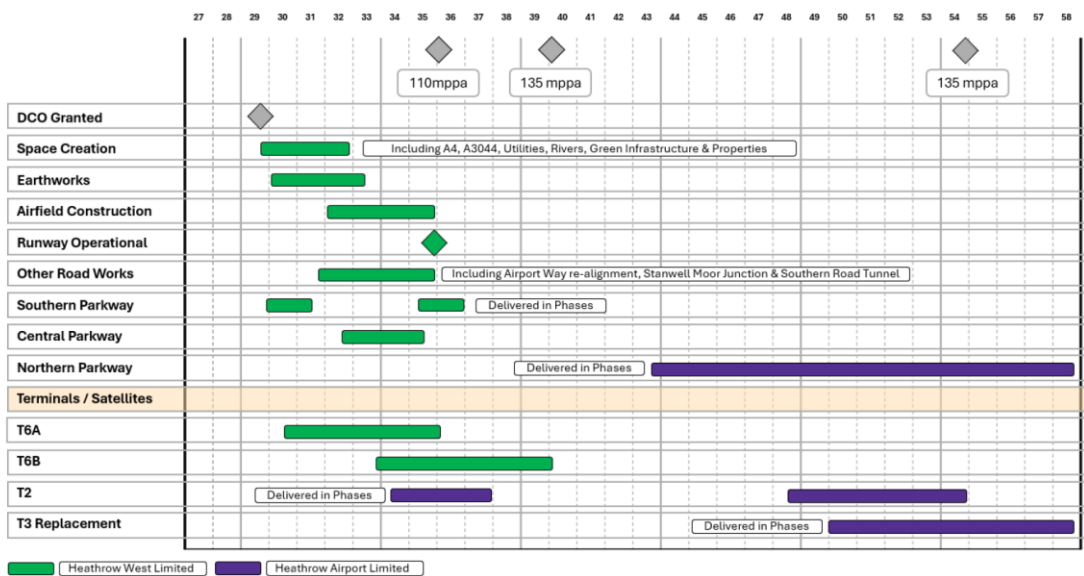 27 28 29 30 31 32 33 34 35 36 37 38 39 40 41 42 43 44 45 46 47 48 49 50 51 52 53 54 55 56 57 58
110mppa 135 mppa 135 mppa
DCO Granted
Space Creation Including A4, A3044, Utilities, Rivers, Green Infrastructure & Properties
Earthworks
Airfield Construction
Runway Operational
Other Road Works Including Airport Way re-alignment, Stanwell Moor Junction & Southern Road Tunnel
Southern Parkway Delivered in Phases
Central Parkway
Northern Parkway Delivered in Phases
Terminals / Satellites
T6A
T6B
T2 Delivered in Phases
T3 Replacement Delivered in Phases
Heathrow West Limited Heathrow Airport Limited